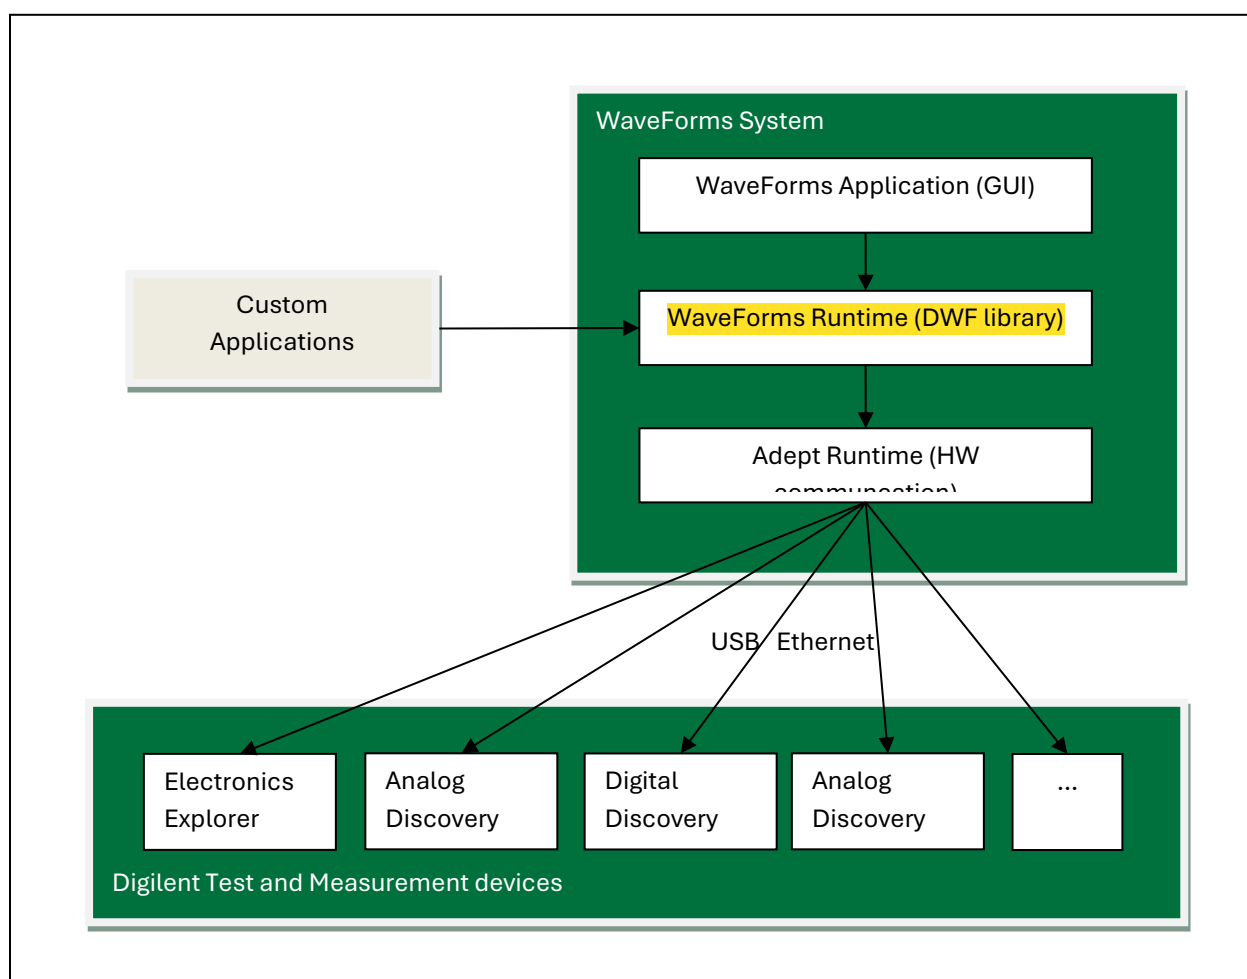 WaveForms System
WaveForms Application (GUI)
Custom
Applications
WaveForms Runtime (DWF library)
Adept Runtime (HW
communcation)
USB Ethernet
Electronics
Explorer
Analog
Discovery
Digital
Discovery
Analog
Discovery
...
Digilent Test and Measurement devices